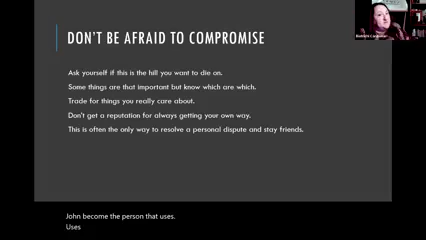 DON'T BE AFRAID TO COMPROMISE
Ask yourself if this is the hill you want to die on.
Some things are that important but know which are which.
Trade for things you really care about.
Don't get a reputation for always getting your own way.
This is often the only way to resolve a personal dispute and stay friends.
John become the person that uses.
Uses